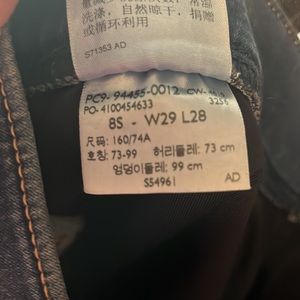 洗涤，自然晾干，捐赠
或循环利用
S71353 AD
PC9-94455-0012 CW-
PO-4100454633
8S - W29 L28
尺码: 160/74A
호칭: 73-99 허리둘레: 73 cm
엉덩이둘레: 99 cm
S54961 AD